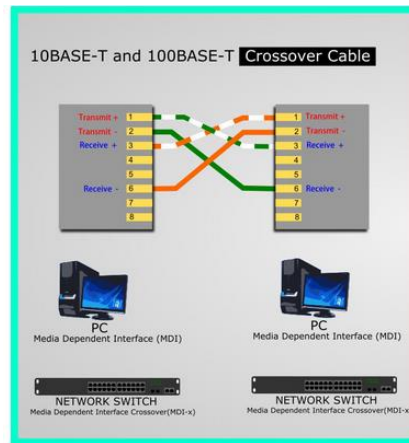 10BASE-T and 100BASE-T Crossover Cable
Transmit + 1
Transmit - 2
Receive + 3
4
5
Receive - 6
7
8
1 Transmit +
2 Transmit -
3 Receive +
4
5
6 Receive -
7
8
PC
Media Dependent Interface (MDI)
PC
Media Dependent Interface (MDI)
NETWORK SWITCH
Media Dependent Interface Crossover(MDI-x)
NETWORK SWITCH
Media Dependent Interface Crossover(MDI-x)